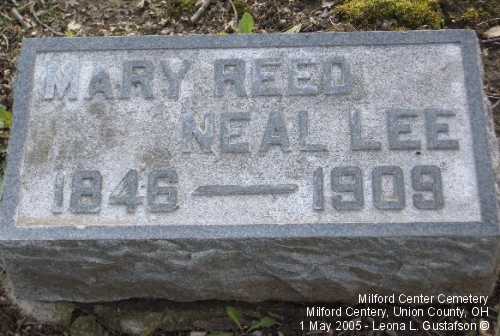 MARY REED
NEAL LEE
1846 — 1909
Milford Center Cemetery
Milford Centery, Union County, OH
1 May 2005 - Leona L. Gustafson ©